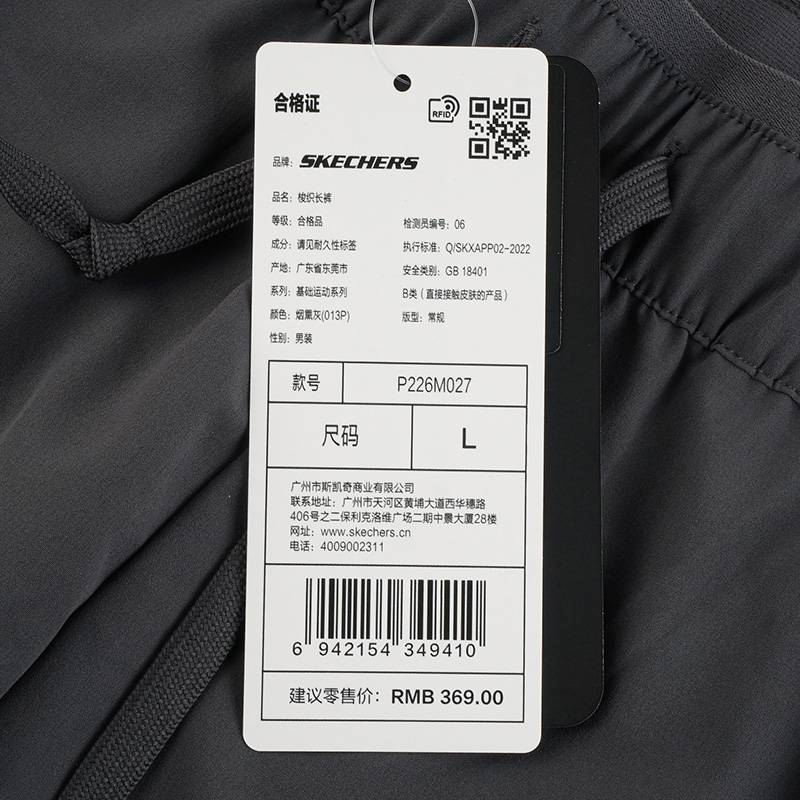 合格证
RFID
品牌: SKECHERS
品名: 梭织长裤
等级: 合格品 检测员编号: 06
成分: 请见耐久性标签 执行标准: Q/SKXAPP02-2022
产地: 广东省东莞市 安全类别: GB 18401
系列: 基础运动系列 B类（直接接触皮肤的产品）
颜色: 烟熏灰(013P) 版型: 常规
性别: 男装
款号 P226M027
尺码 L
广州市斯凯奇商业有限公司
联系地址: 广州市天河区黄埔大道西华穗路
406号之二保利克洛维广场二期中景大厦28楼
网址: www.skechers.cn
电话: 4009002311
6 942154 349410
建议零售价: RMB 369.00